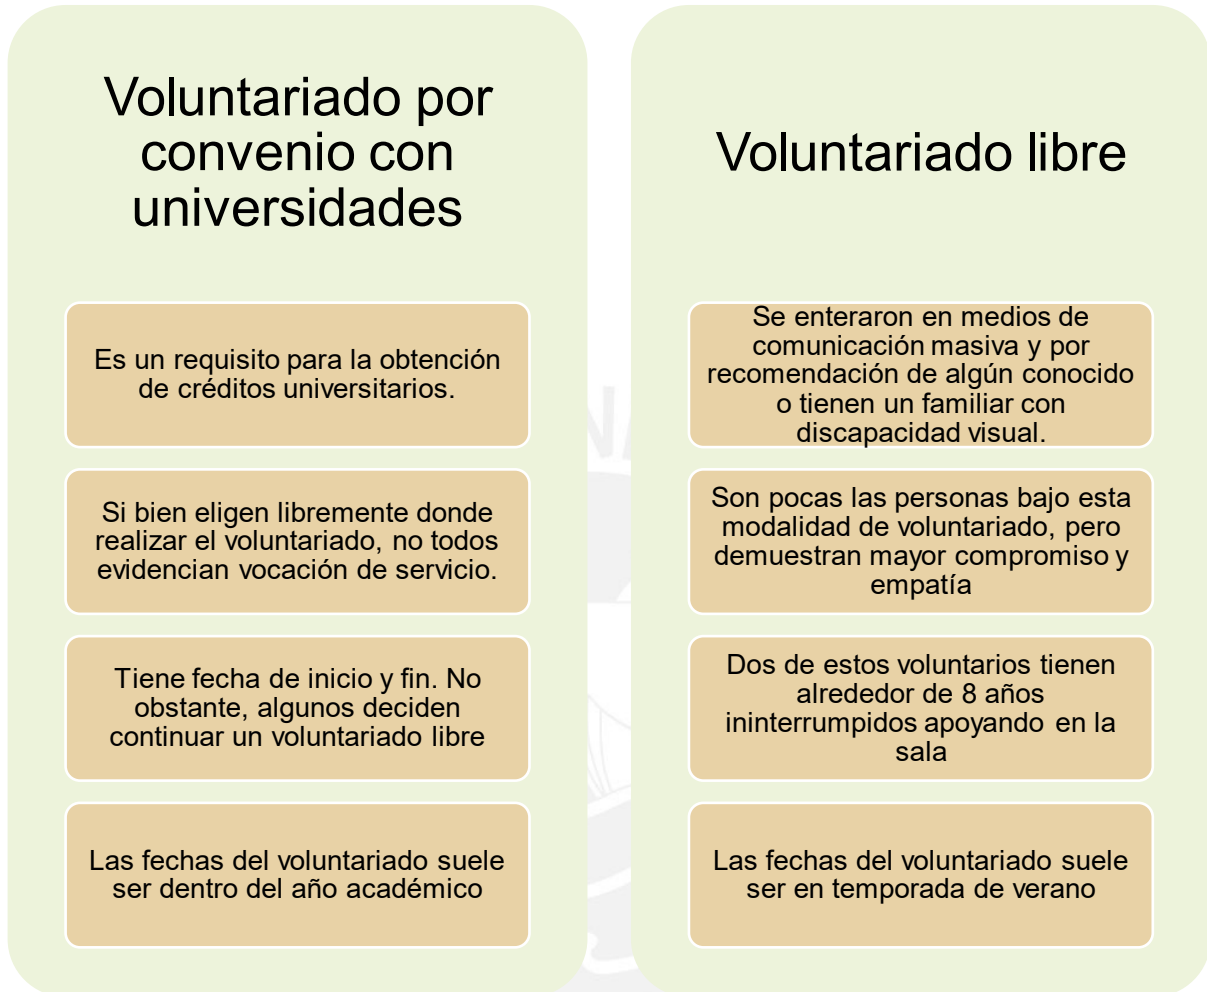 Voluntariado por
convenio con
universidades
Es un requisito para la obtención
de créditos universitarios.
Si bien eligen libremente donde
realizar el voluntariado, no todos
evidencian vocación de servicio.
Tiene fecha de inicio y fin. No
obstante, algunos deciden
continuar un voluntariado libre
Las fechas del voluntariado suele
ser dentro del año académico
Voluntariado libre
Se enteraron en medios de
comunicación masiva y por
recomendación de algún conocido
o tienen un familiar con
discapacidad visual.
Son pocas las personas bajo esta
modalidad de voluntariado, pero
demuestran mayor compromiso y
empatía
Dos de estos voluntarios tienen
alrededor de 8 años
ininterrumpidos apoyando en la
sala
Las fechas del voluntariado suele
ser en temporada de verano